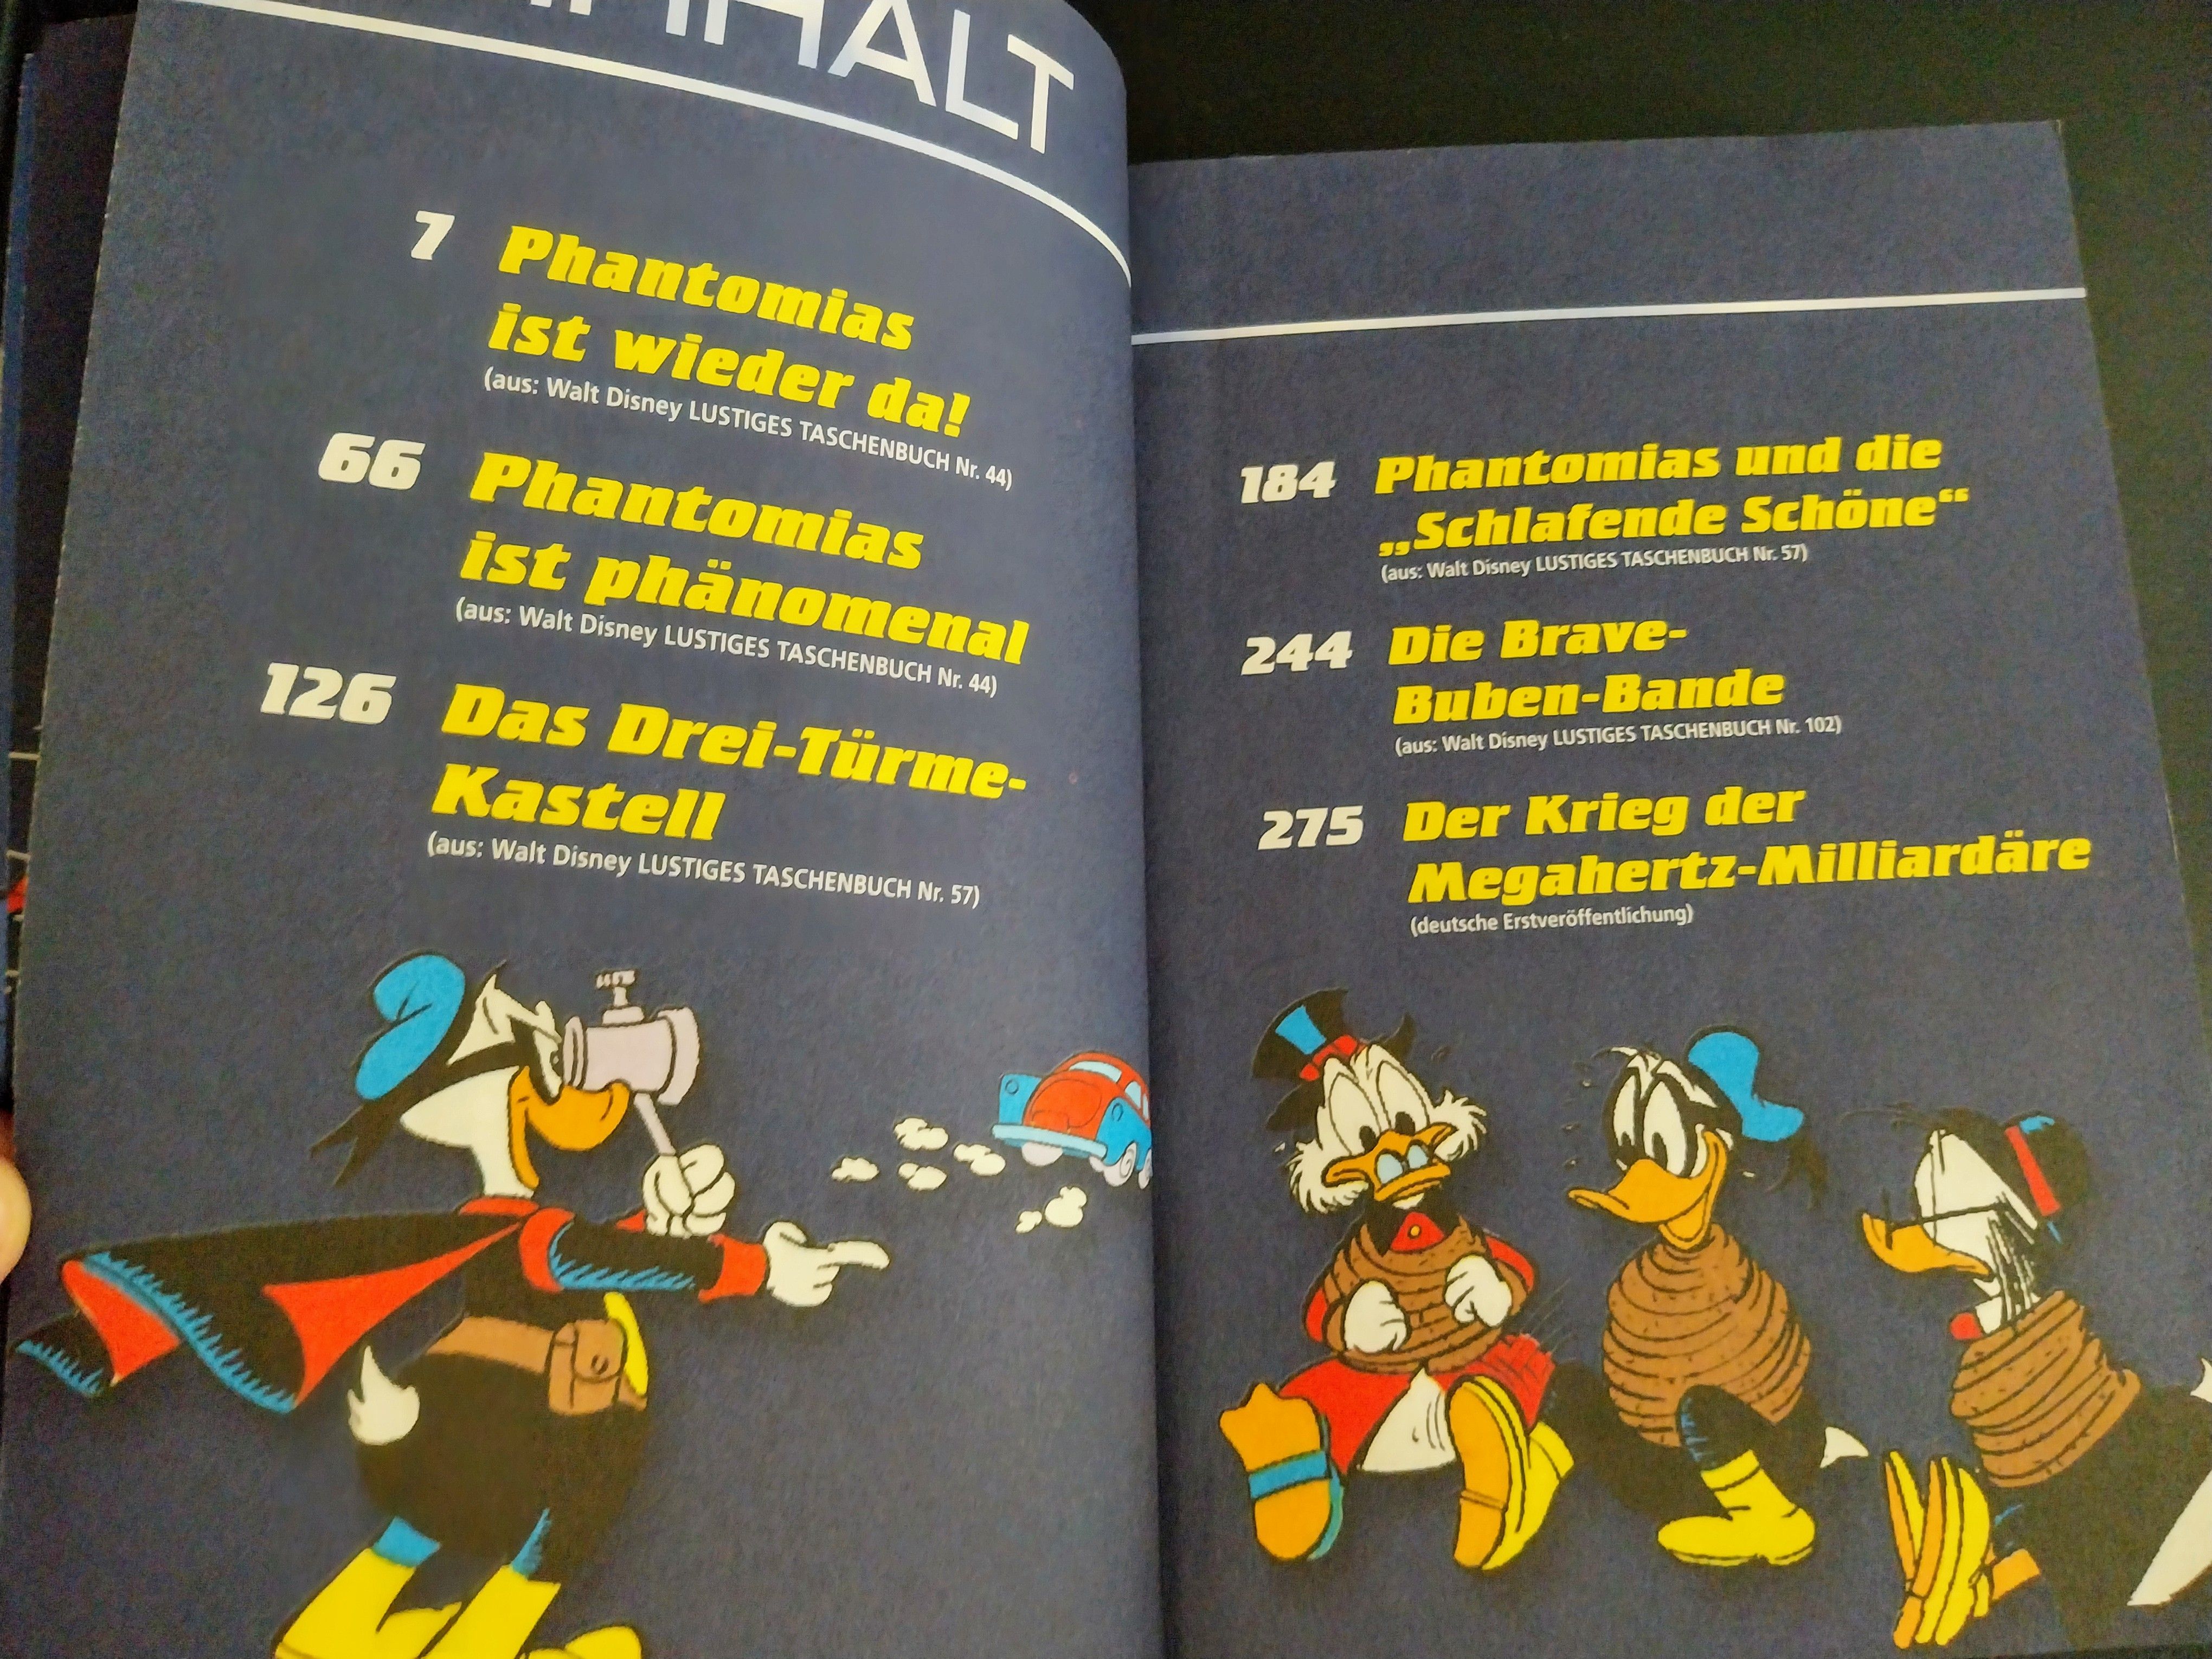 INHALT
7 Phantomias
ist wieder da!
(aus: Walt Disney LUSTIGES TASCHENBUCH Nr. 44)
66 Phantomias
ist phänomenal
(aus: Walt Disney LUSTIGES TASCHENBUCH Nr. 44)
126 Das Drei-Türme-
Kastell
(aus: Walt Disney LUSTIGES TASCHENBUCH Nr. 57)
184 Phantomias und die
„Schlafende Schöne“
(aus: Walt Disney LUSTIGES TASCHENBUCH Nr. 57)
244 Die Brave-
Buben-Bande
(aus: Walt Disney LUSTIGES TASCHENBUCH Nr. 102)
275 Der Krieg der
Megahertz-Milliardäre
(deutsche Erstveröffentlichung)